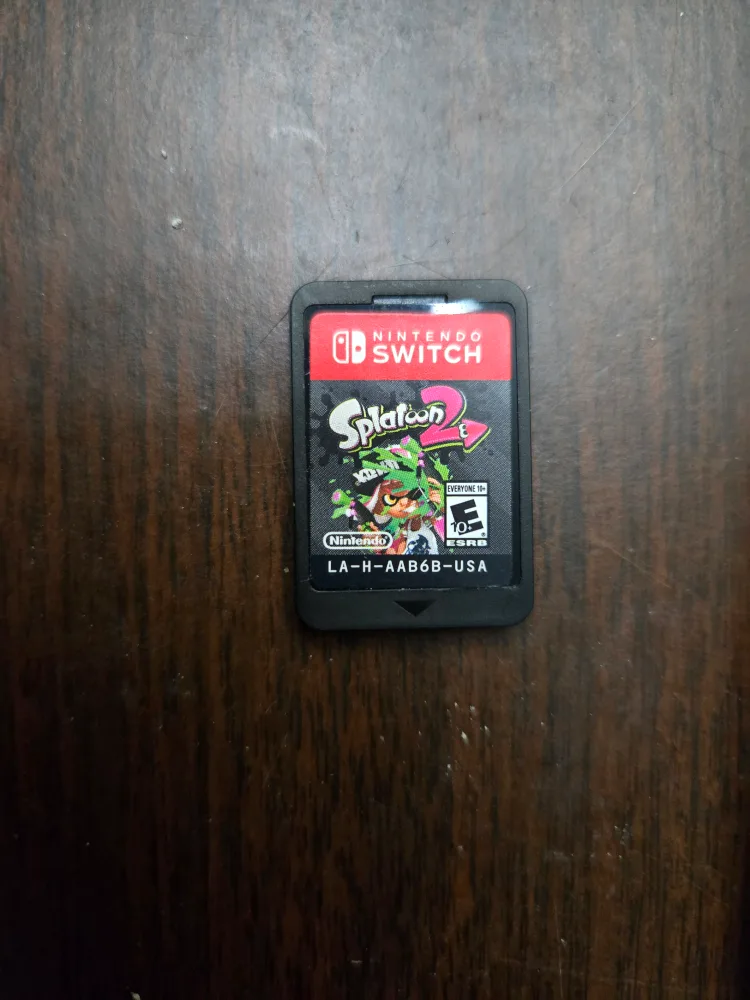 NINTENDO
SWITCH
Splatoon 2
EVERYONE 10+
E
10+
ESRB
Nintendo
LA-H-AAB6B-USA